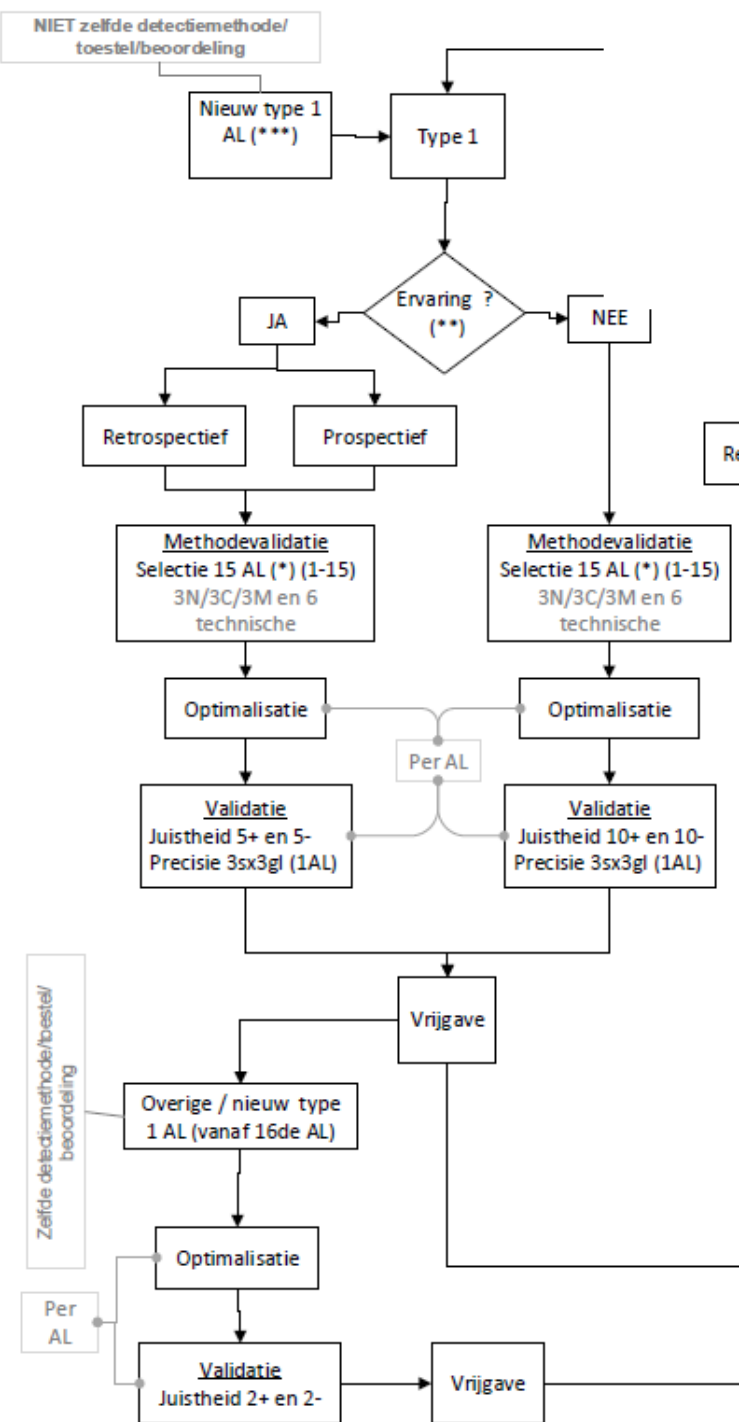 NIET zelfde detectiemethode/
toestel/beoordeling
Nieuw type 1
AL (***)
Type 1
Ervaring ?
(**)
JA
NEE
Retrospectief
Prospectief
Re
Methodevalidatie
Selectie 15 AL (*) (1-15)
3N/3C/3M en 6
technische
Methodevalidatie
Selectie 15 AL (*) (1-15)
3N/3C/3M en 6
technische
Optimalisatie
Optimalisatie
Per AL
Validatie
Juistheid 5+ en 5-
Precisie 3sx3gl (1AL)
Validatie
Juistheid 10+ en 10-
Precisie 3sx3gl (1AL)
Vrijgave
Zelfde detectiemethode/toestel/
beoordeling
Overige / nieuw type
1 AL (vanaf 16de AL)
Optimalisatie
Per
AL
Validatie
Juistheid 2+ en 2-
Vrijgave